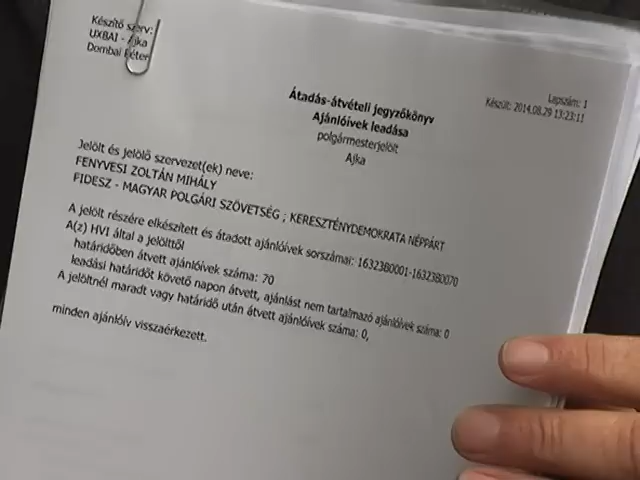 Készítő szerv:
UXBAI - Ajka
Dombai Péter
Lapszám: 1
Készült: 2014.08.29 13:23:11
Átadás-átvételi jegyzőkönyv
Ajánlóívek leadása
polgármesterjelölt
Ajka
Jelölt és jelölő szervezet(ek) neve:
FENYVESI ZOLTÁN MIHÁLY
FIDESZ - MAGYAR POLGÁRI SZÖVETSÉG ; KERESZTÉNYDEMOKRATA NÉPPÁRT
A jelölt részére elkészített és átadott ajánlóívek sorszámai: 1632380001-1632380070
A(z) HVI által a jelölttől
határidőben átvett ajánlóívek száma: 70
leadási határidőt követő napon átvett, ajánlást nem tartalmazó ajánlóívek száma: 0
A jelöltnél maradt vagy határidő után átvett ajánlóívek száma: 0,
minden ajánlóív visszaérkezett.